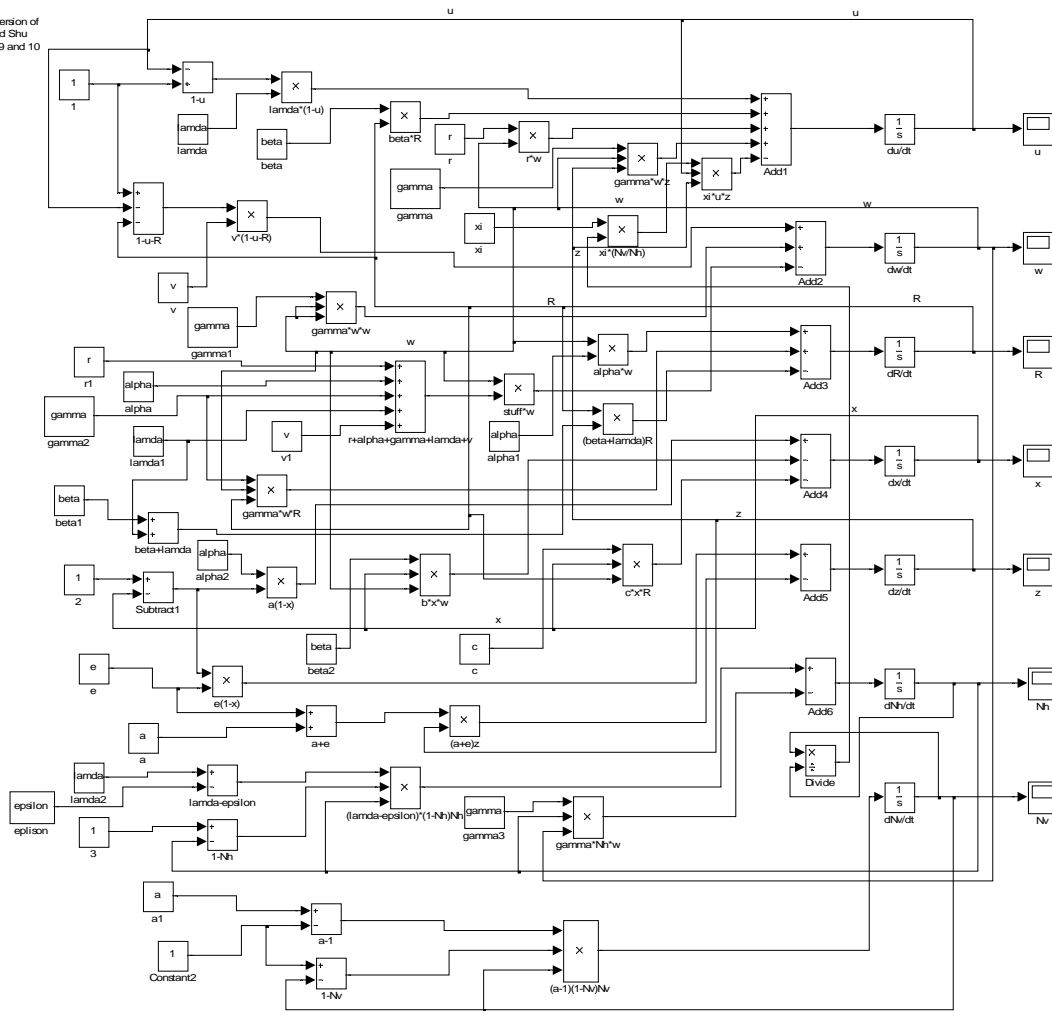 ersion of
d Shu
9 and 10
u
u
1
1
1-u
lamda
lamda
lamda*(1-u)
beta
beta
beta*R
r
r
r*w
gamma
gamma
gamma*w*z
xi*u*z
Add1
1
s
du/dt
u
1-u-R
v*(1-u-R)
v
v
w
w
xi
xi
z
xi*(Nv/Nh)
Add2
1
s
dw/dt
w
gamma
gamma1
gamma*w*w
R
R
w
alpha*w
Add3
1
s
dR/dt
R
r
r1
alpha
alpha
gamma
gamma2
lamda
lamda1
v
v1
r+alpha+gamma+lamda+v
stuff*w
alpha
alpha1
(beta+lamda)R
x
Add4
1
s
dx/dt
x
gamma*w*R
beta
beta1
beta+lamda
alpha
alpha2
z
1
2
Subtract1
a(1-x)
b*x*w
c*x*R
Add5
1
s
dz/dt
z
x
beta
beta2
c
c
e
e
e(1-x)
Add6
1
s
dNh/dt
Nh
a
a
a+e
(a+e)z
Divide
lamda
lamda2
epsilon
eplison
lamda-epsilon
(lamda-epsilon)*(1-Nh)Nh
gamma
gamma3
gamma*Nh*w
1
s
dNv/dt
Nv
1
3
1-Nh
a
a1
a-1
1
Constant2
1-Nv
(a-1)(1-Nv)Nv